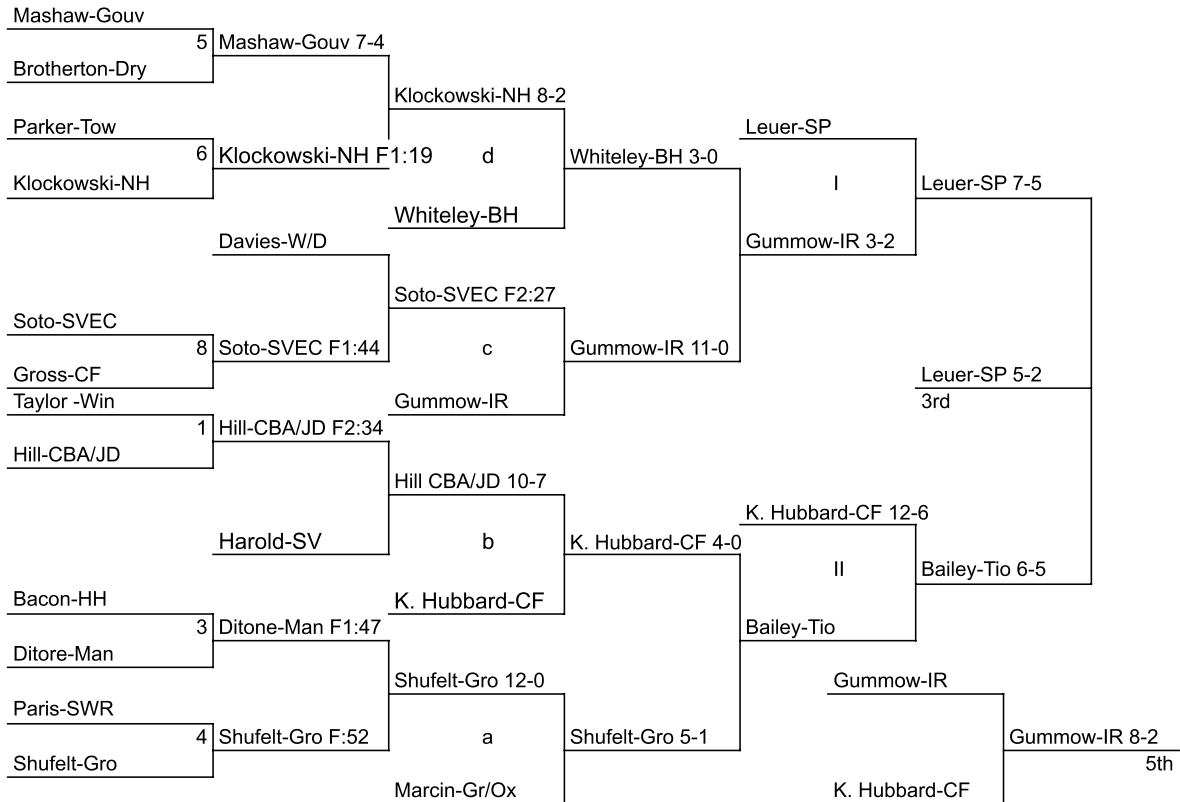 Mashaw-Gouv
5
Mashaw-Gouv 7-4
Brotherton-Dry
Klockowski-NH 8-2
Parker-Tow
6
Klockowski-NH F1:19
Klockowski-NH
d
Whiteley-BH 3-0
Whiteley-BH
Leuer-SP
I
Leuer-SP 7-5
Gummow-IR 3-2
Davies-W/D
Soto-SVEC F2:27
Soto-SVEC
8
Soto-SVEC F1:44
Gross-CF
c
Gummow-IR 11-0
Gummow-IR
Leuer-SP 5-2
3rd
Taylor -Win
1
Hill-CBA/JD F2:34
Hill-CBA/JD
Hill CBA/JD 10-7
Harold-SV
b
K. Hubbard-CF 4-0
K. Hubbard-CF
K. Hubbard-CF 12-6
II
Bailey-Tio 6-5
Bailey-Tio
Bacon-HH
3
Ditone-Man F1:47
Ditore-Man
Shufelt-Gro 12-0
Paris-SWR
4
Shufelt-Gro F:52
Shufelt-Gro
a
Shufelt-Gro 5-1
Marcin-Gr/Ox
Gummow-IR
Gummow-IR 8-2
5th
K. Hubbard-CF